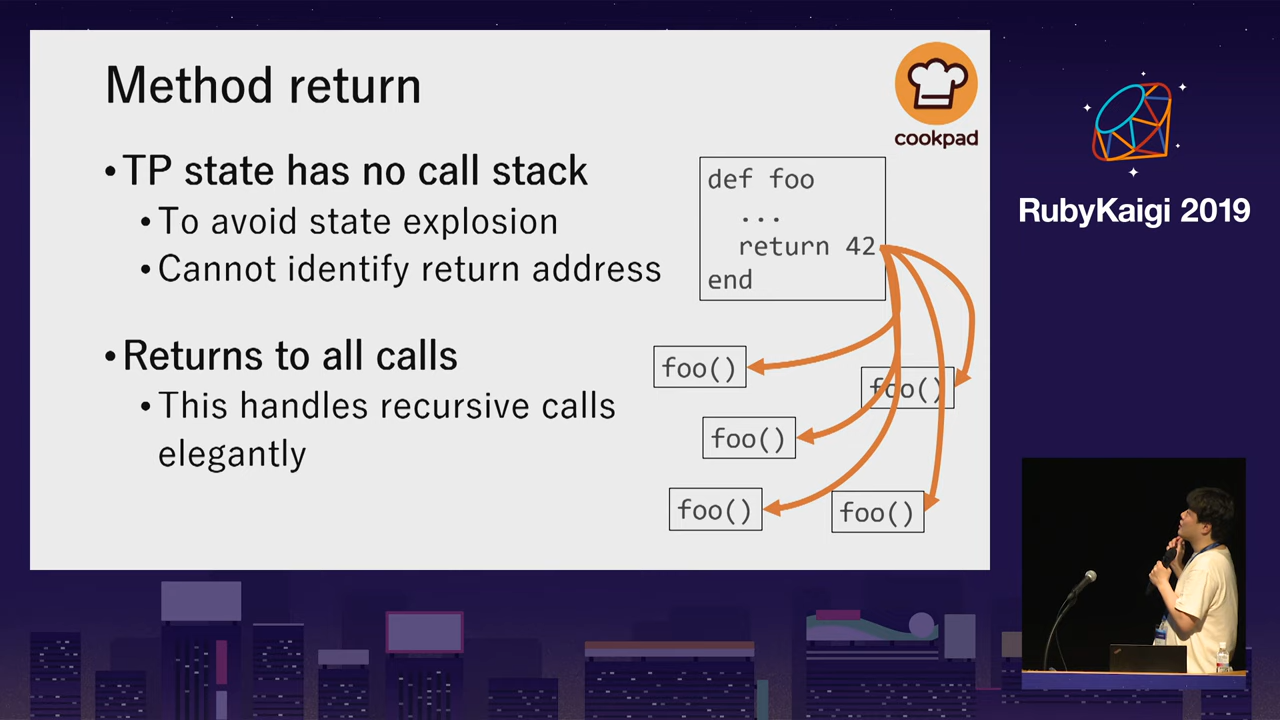 Method return
cookpad
•TP state has no call stack
•To avoid state explosion
•Cannot identify return address
•Returns to all calls
•This handles recursive calls
elegantly
def foo
...
return 42
end
foo()
foo()
foo()
foo()
foo()
RubyKaigi 2019